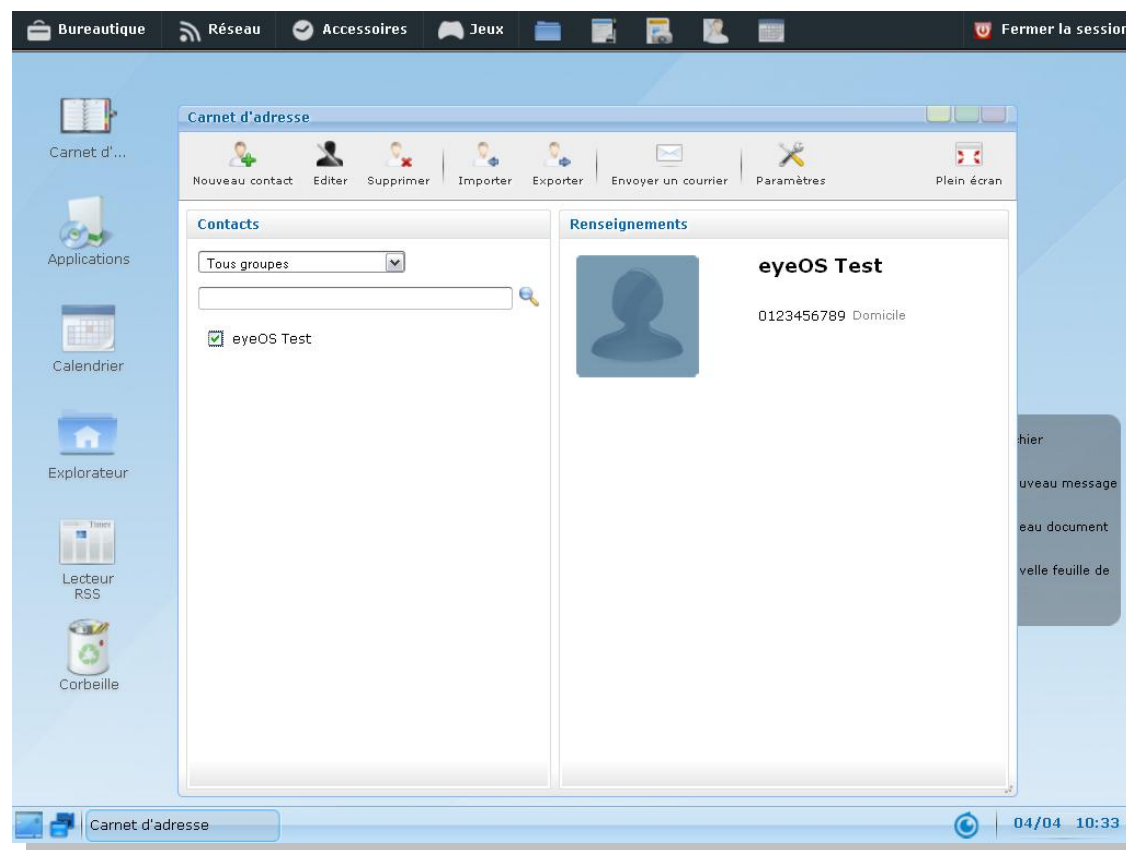 Bureautique Réseau Accessoires Jeux Fermer la session
Carnet d'...
Applications
Calendrier
Explorateur
Times
Lecteur
RSS
Corbeille
Carnet d'adresse
Nouveau contact Editer Supprimer Importer Exporter Envoyer un courrier Paramètres Plein écran
Contacts
Tous groupes
eyeOS Test
Renseignements
eyeOS Test
0123456789 Domicile
hier
uveau message
eau document
velle feuille de
Carnet d'adresse
04/04 10:33